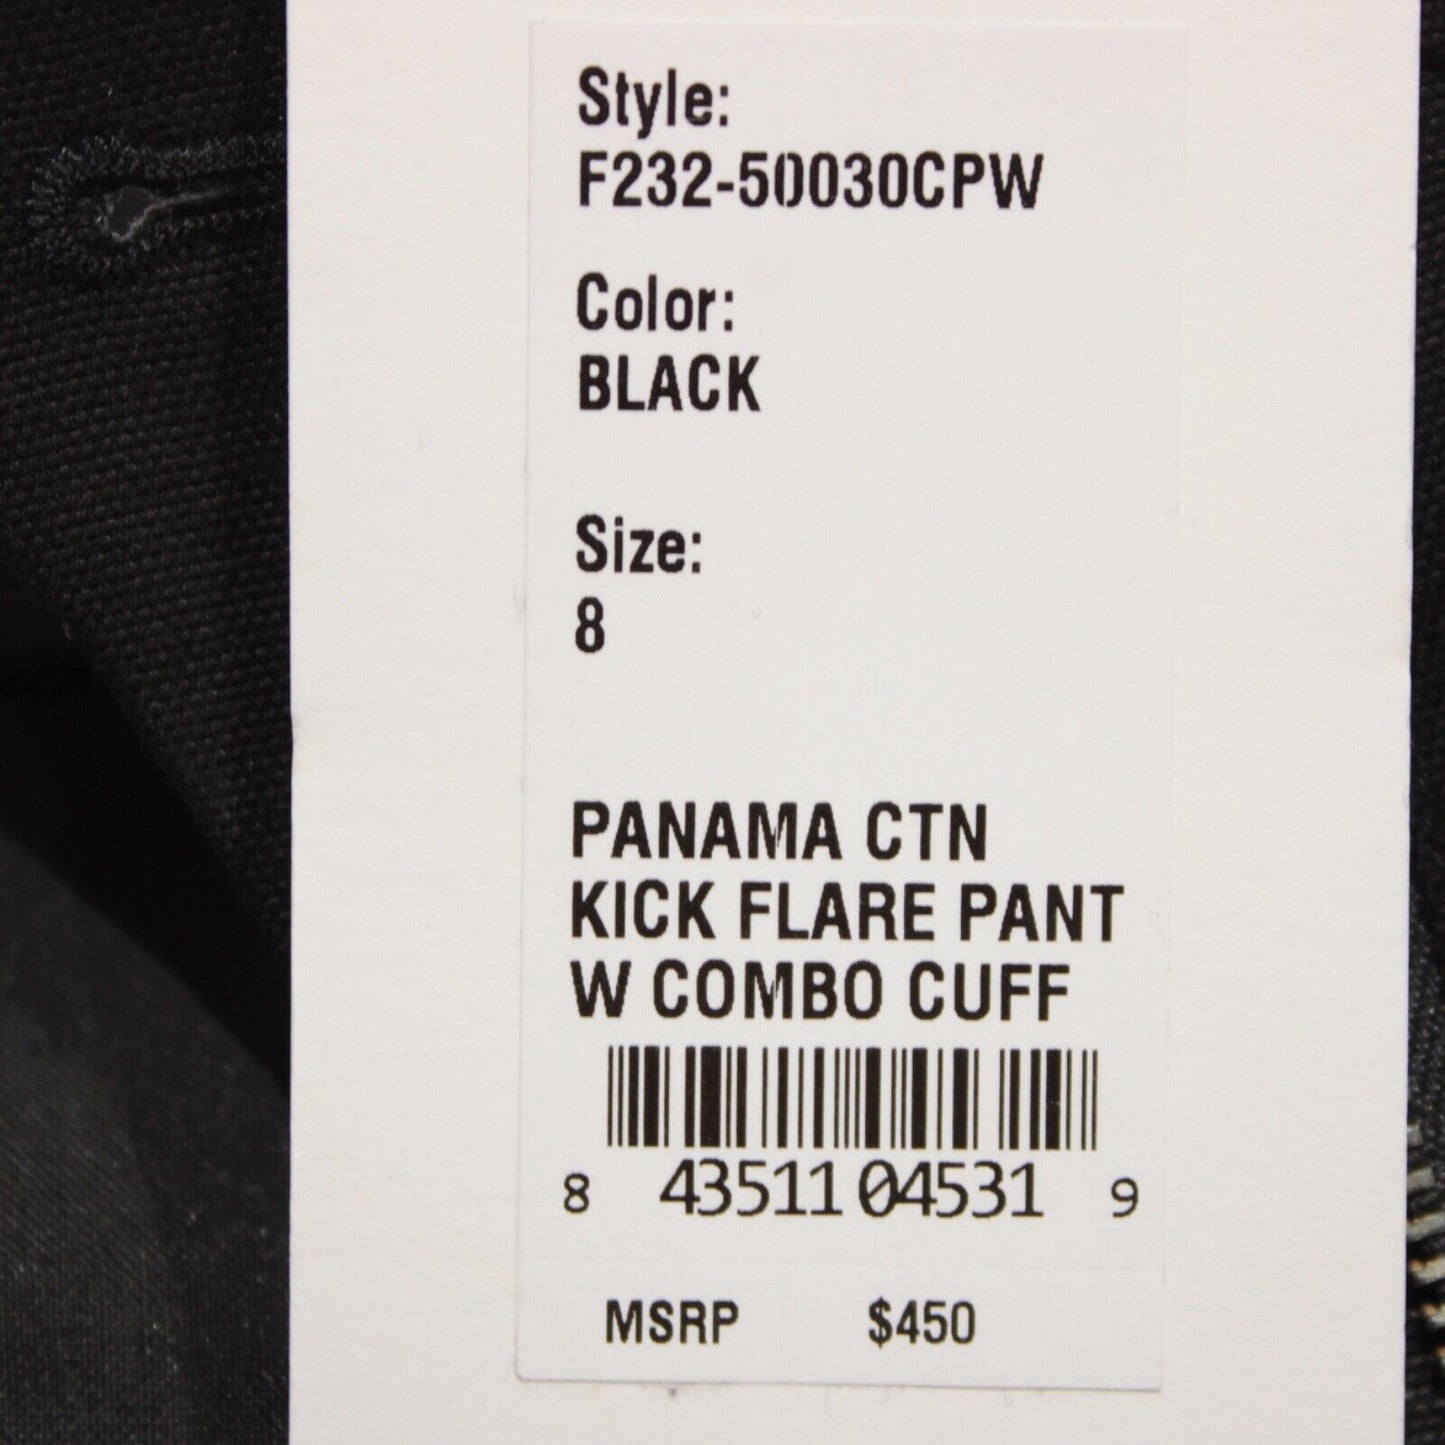 Style:
F232-50030CPW
Color:
BLACK
Size:
8
PANAMA CTN
KICK FLARE PANT
W COMBO CUFF
8 43511 04531 9
MSRP $450